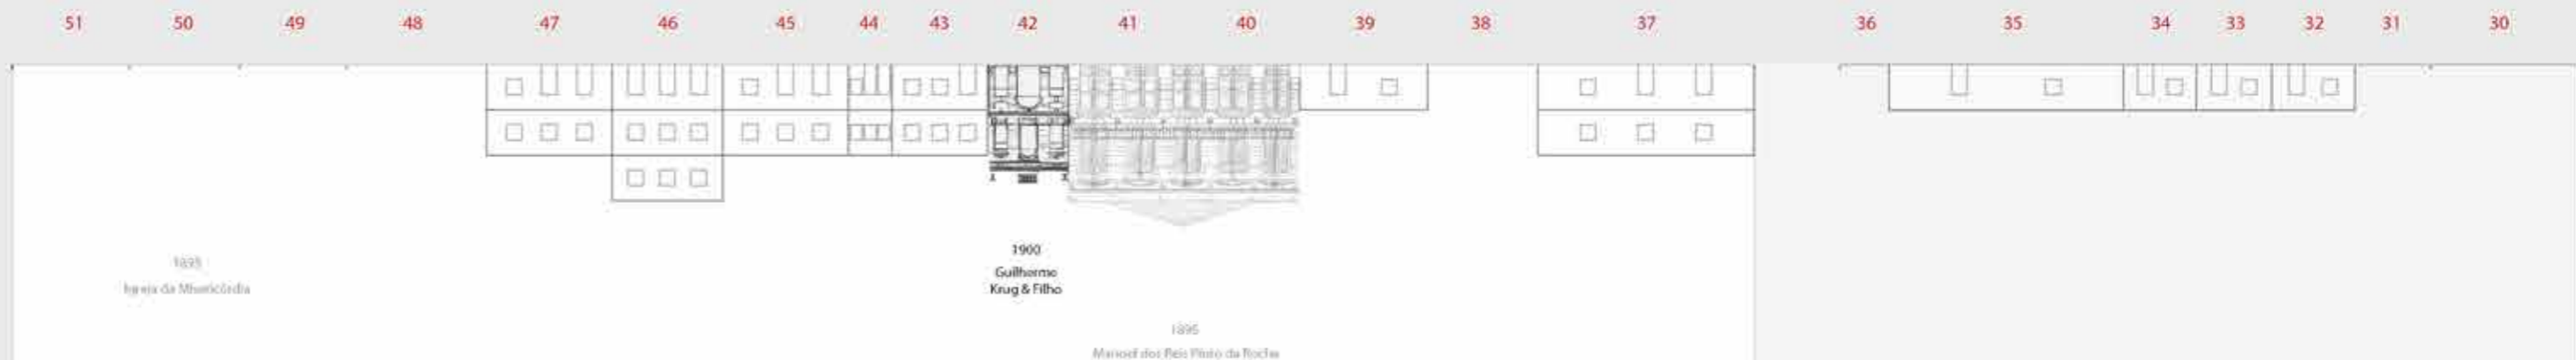 51 50 49 48 47 46 45 44 43 42 41 40 39 38 37 36 35 34 33 32 31 30
1900
Guilherme
Krug & Filho
1895
Igreja da Misericórdia
1895
Manoel dos Reis Pinto da Rocha